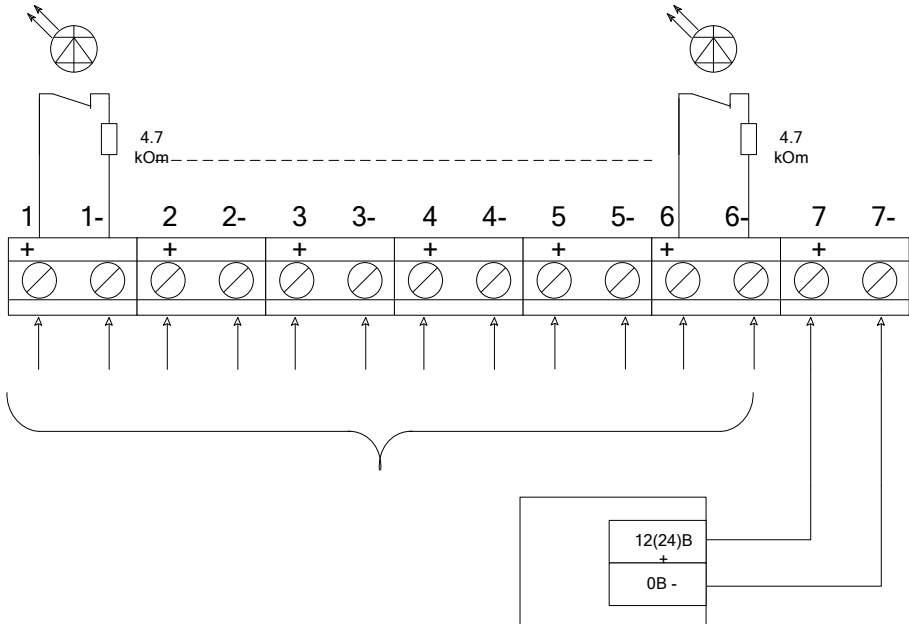 4.7
kOm
4.7
kOm
1 1- 2 2- 3 3- 4 4- 5 5- 6 6- 7 7-
+ + + + + + +
12(24)В
+
0В -